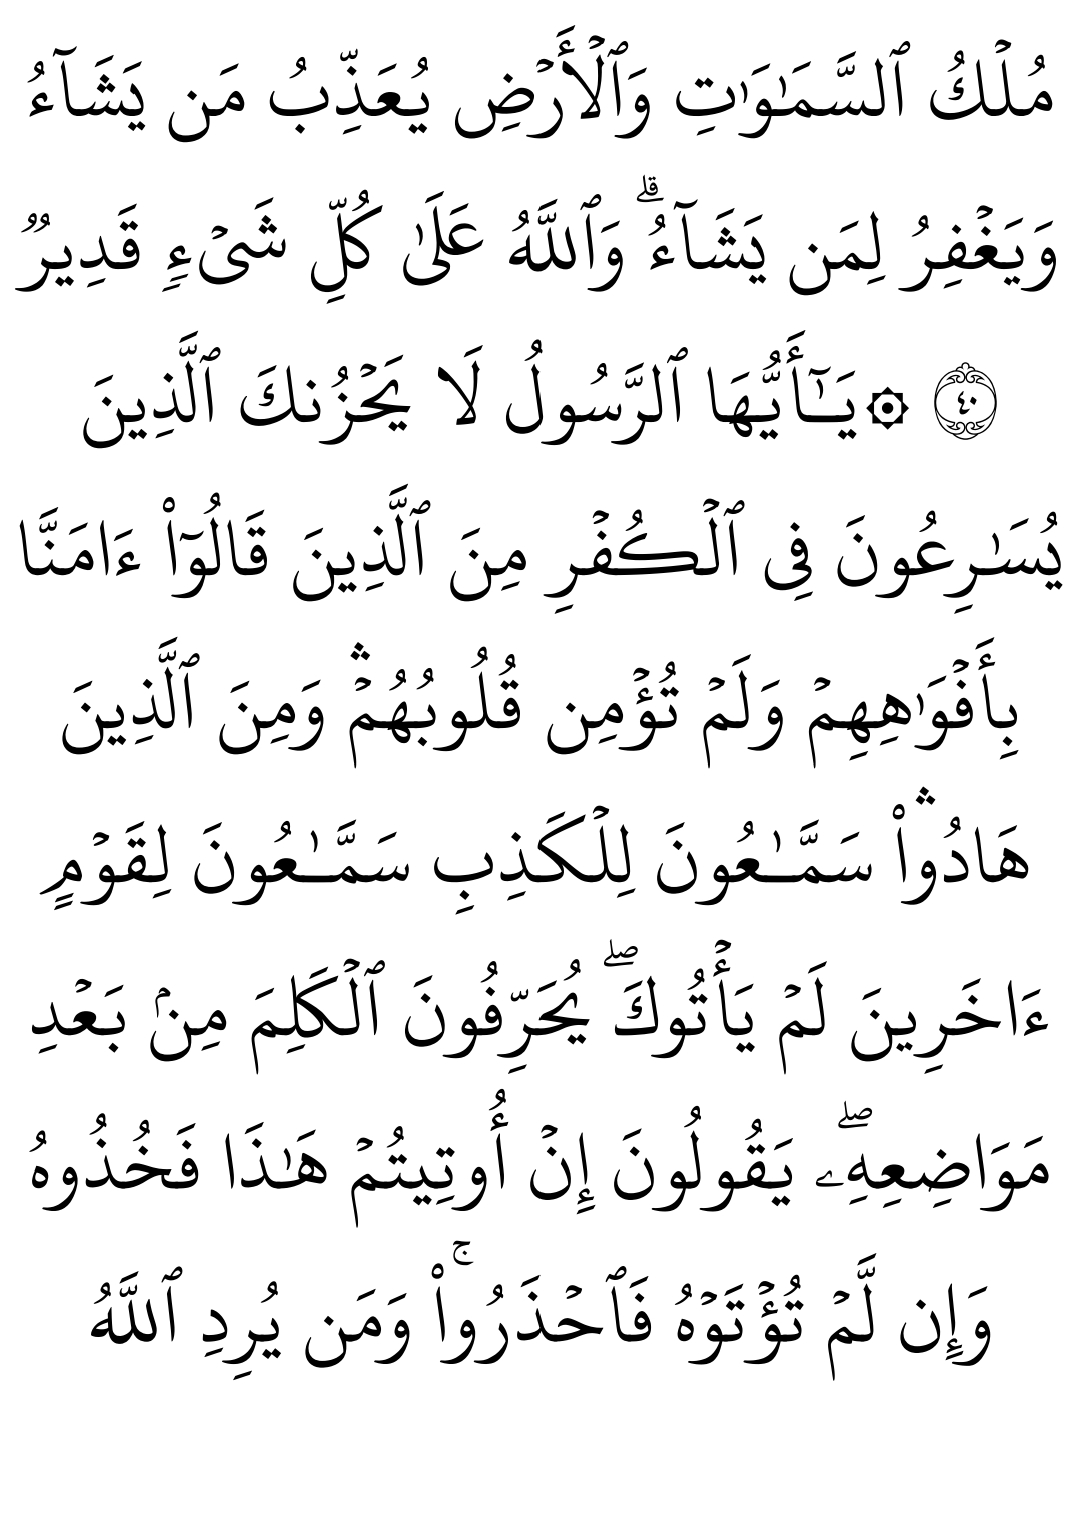 مُلۡكُ ٱلسَّمَٰوَٰتِ وَٱلۡأَرۡضِ يُعَذِّبُ مَن يَشَآءُ
وَيَغۡفِرُ لِمَن يَشَآءُۗ وَٱللَّهُ عَلَىٰ كُلِّ شَىۡءٖ قَدِيرٞ
٤٠ ۞يَـٰٓأَيُّهَا ٱلرَّسُولُ لَا يَحۡزُنكَ ٱلَّذِينَ
يُسَـٰرِعُونَ فِى ٱلۡكُفۡرِ مِنَ ٱلَّذِينَ قَالُوٓا۟ ءَامَنَّا
بِأَفۡوَٰهِهِمۡ وَلَمۡ تُؤۡمِن قُلُوبُهُمۡۛ وَمِنَ ٱلَّذِينَ
هَادُوا۟ۛ سَمَّـٰعُونَ لِلۡكَذِبِ سَمَّـٰعُونَ لِقَوۡمٍ
ءَاخَرِينَ لَمۡ يَأۡتُوكَۖ يُحَرِّفُونَ ٱلۡكَلِمَ مِنۢ بَعۡدِ
مَوَاضِعِهِۦۖ يَقُولُونَ إِنۡ أُوتِيتُمۡ هَـٰذَا فَخُذُوهُ
وَإِن لَّمۡ تُؤۡتَوۡهُ فَٱحۡذَرُوا۟ۚ وَمَن يُرِدِ ٱللَّهُ